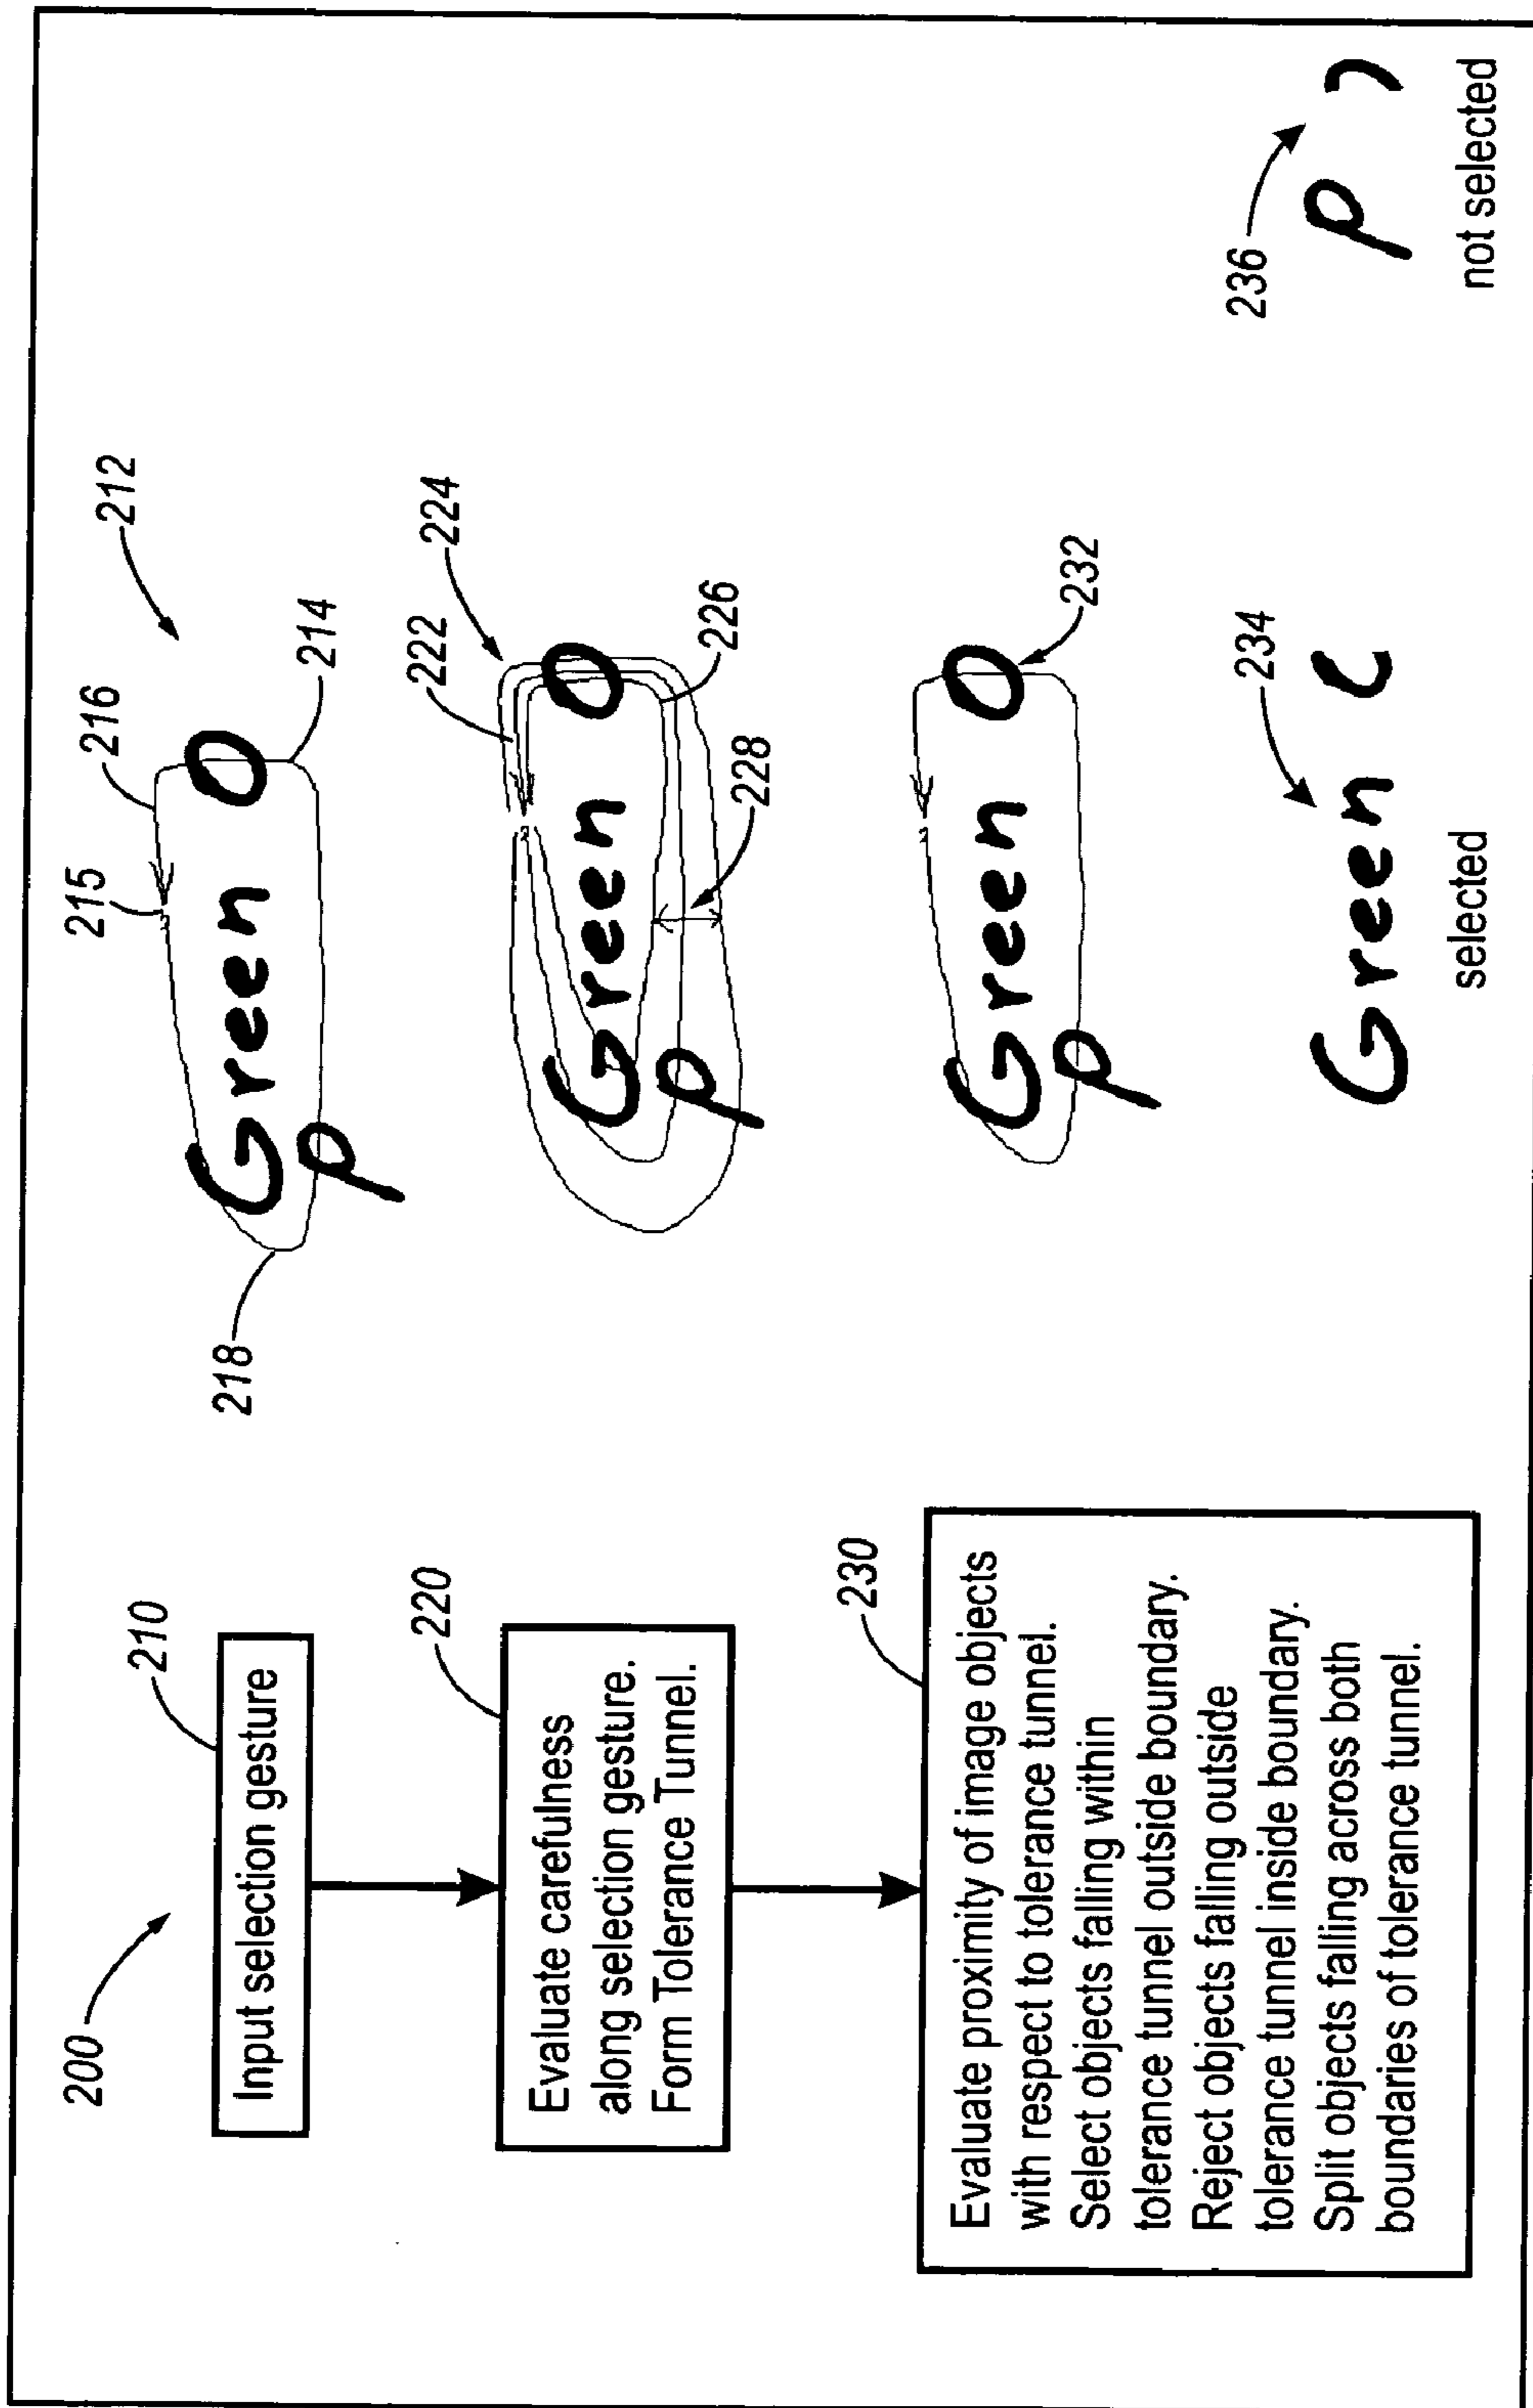 200
210
Input selection gesture
220
Evaluate carefulness
along selection gesture.
Form Tolerance Tunnel.
230
Evaluate proximity of image objects
with respect to tolerance tunnel.
Select objects falling within
tolerance tunnel outside boundary.
Reject objects falling outside
tolerance tunnel inside boundary.
Split objects falling across both
boundaries of tolerance tunnel.
212
215
216
Green O
p
218
214
222
224
Green O
p
226
228
Green O
p
232
234
Green C
selected
236
p )
not selected